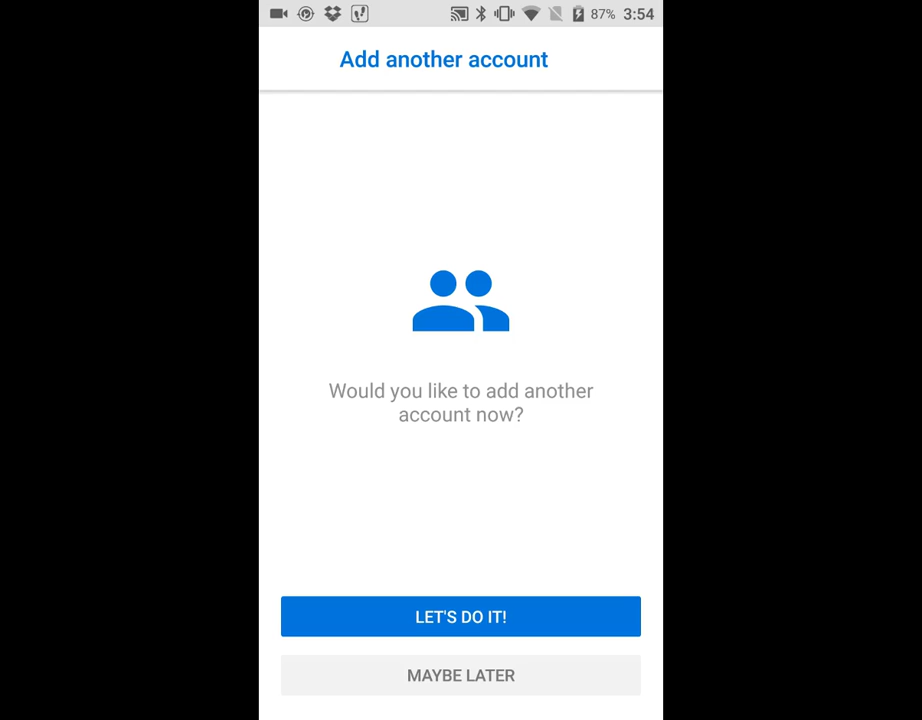 87% 3:54
Add another account
Would you like to add another
account now?
LET'S DO IT!
MAYBE LATER